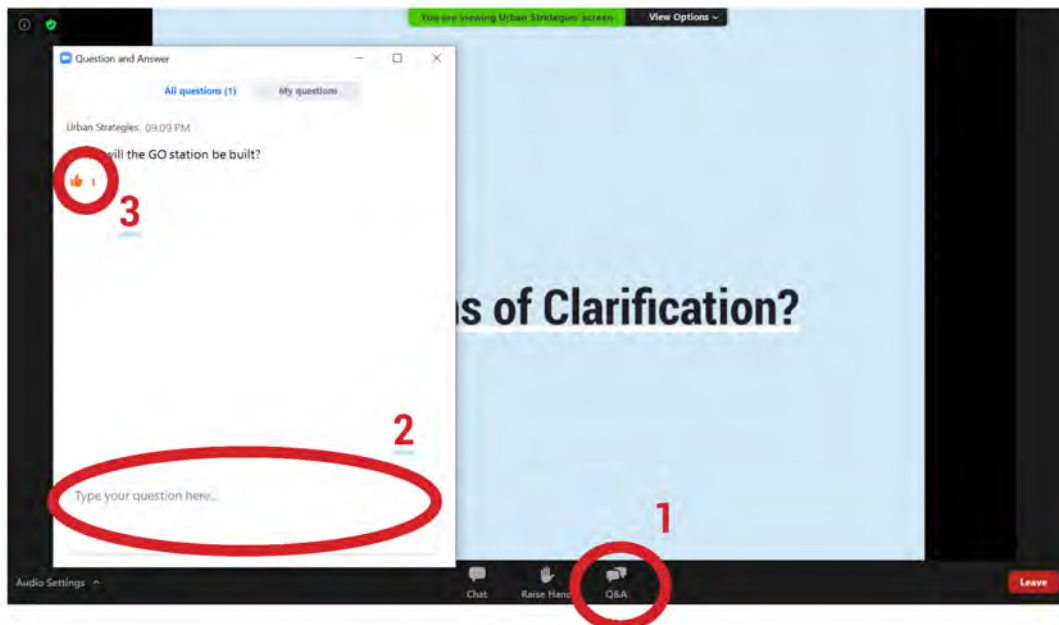 You are viewing Urban Strategies' screen
View Options
Question and Answer
All questions (1)
My questions
Urban Strategies, 09:09 PM
will the GO station be built?
1
3
s of Clarification?
2
Type your question here...
1
Audio Settings
Chat
Raise Hand
Q&A
Leave